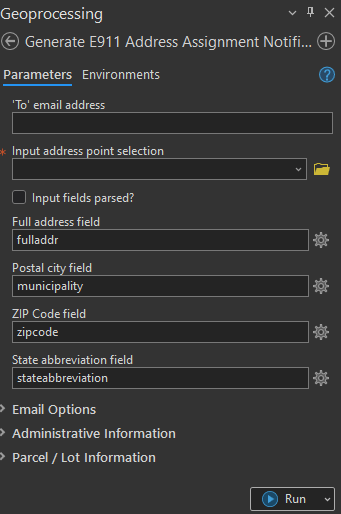 Geoprocessing
Generate E911 Address Assignment Notifi...
Parameters Environments
'To' email address
* Input address point selection
Input fields parsed?
Full address field
fulladdr
Postal city field
municipality
ZIP Code field
zipcode
State abbreviation field
stateabbreviation
Email Options
Administrative Information
Parcel / Lot Information
Run